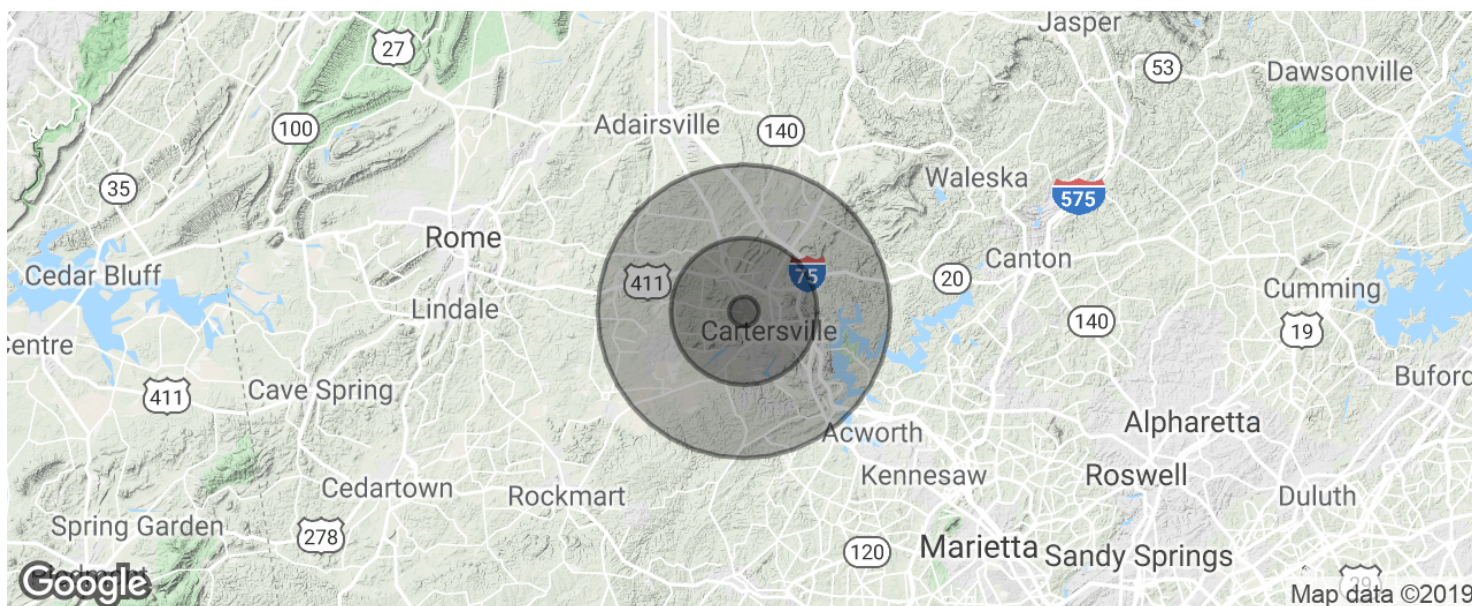 Jasper
27
53
Dawsonville
100
Adairsville
140
35
Waleska
575
Rome
Canton
Cedar Bluff
411
75
20
Cumming
Lindale
Cartersville
140
19
Centre
Buford
411
Cave Spring
Alpharetta
Acworth
Kennesaw
Roswell
Cedartown
Rockmart
Duluth
Spring Garden
278
120
Marietta
Sandy Springs
Google
29
Map data ©2019